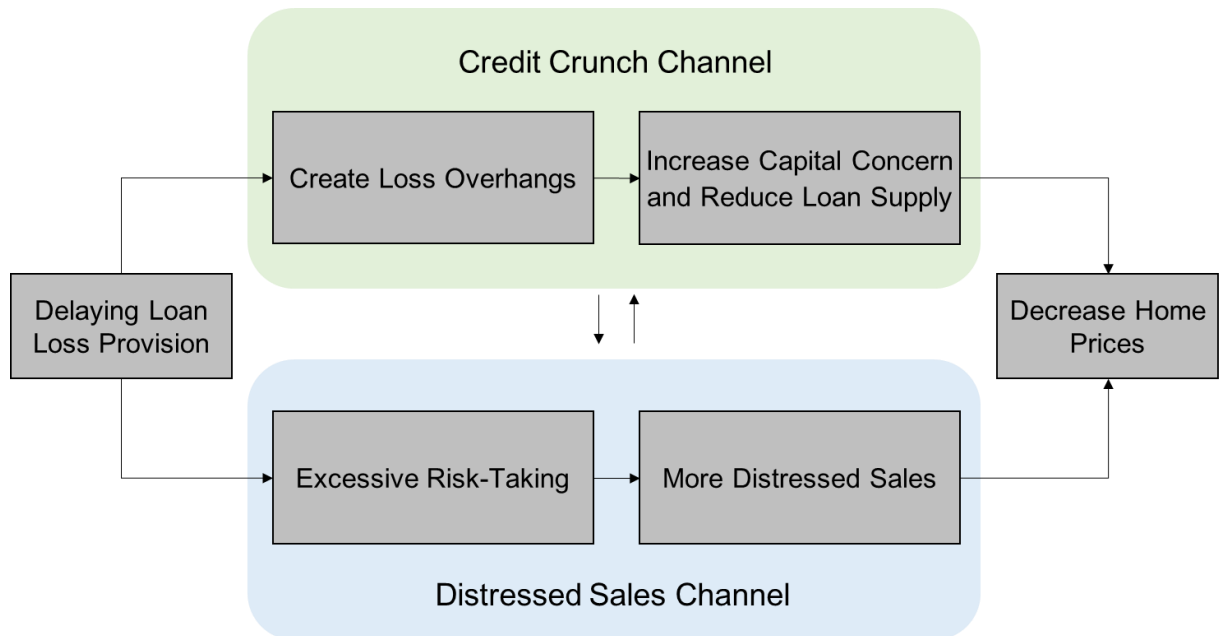 Credit Crunch Channel
Create Loss Overhangs
Increase Capital Concern
and Reduce Loan Supply
Delaying Loan
Loss Provision
Decrease Home
Prices
Excessive Risk-Taking
More Distressed Sales
Distressed Sales Channel